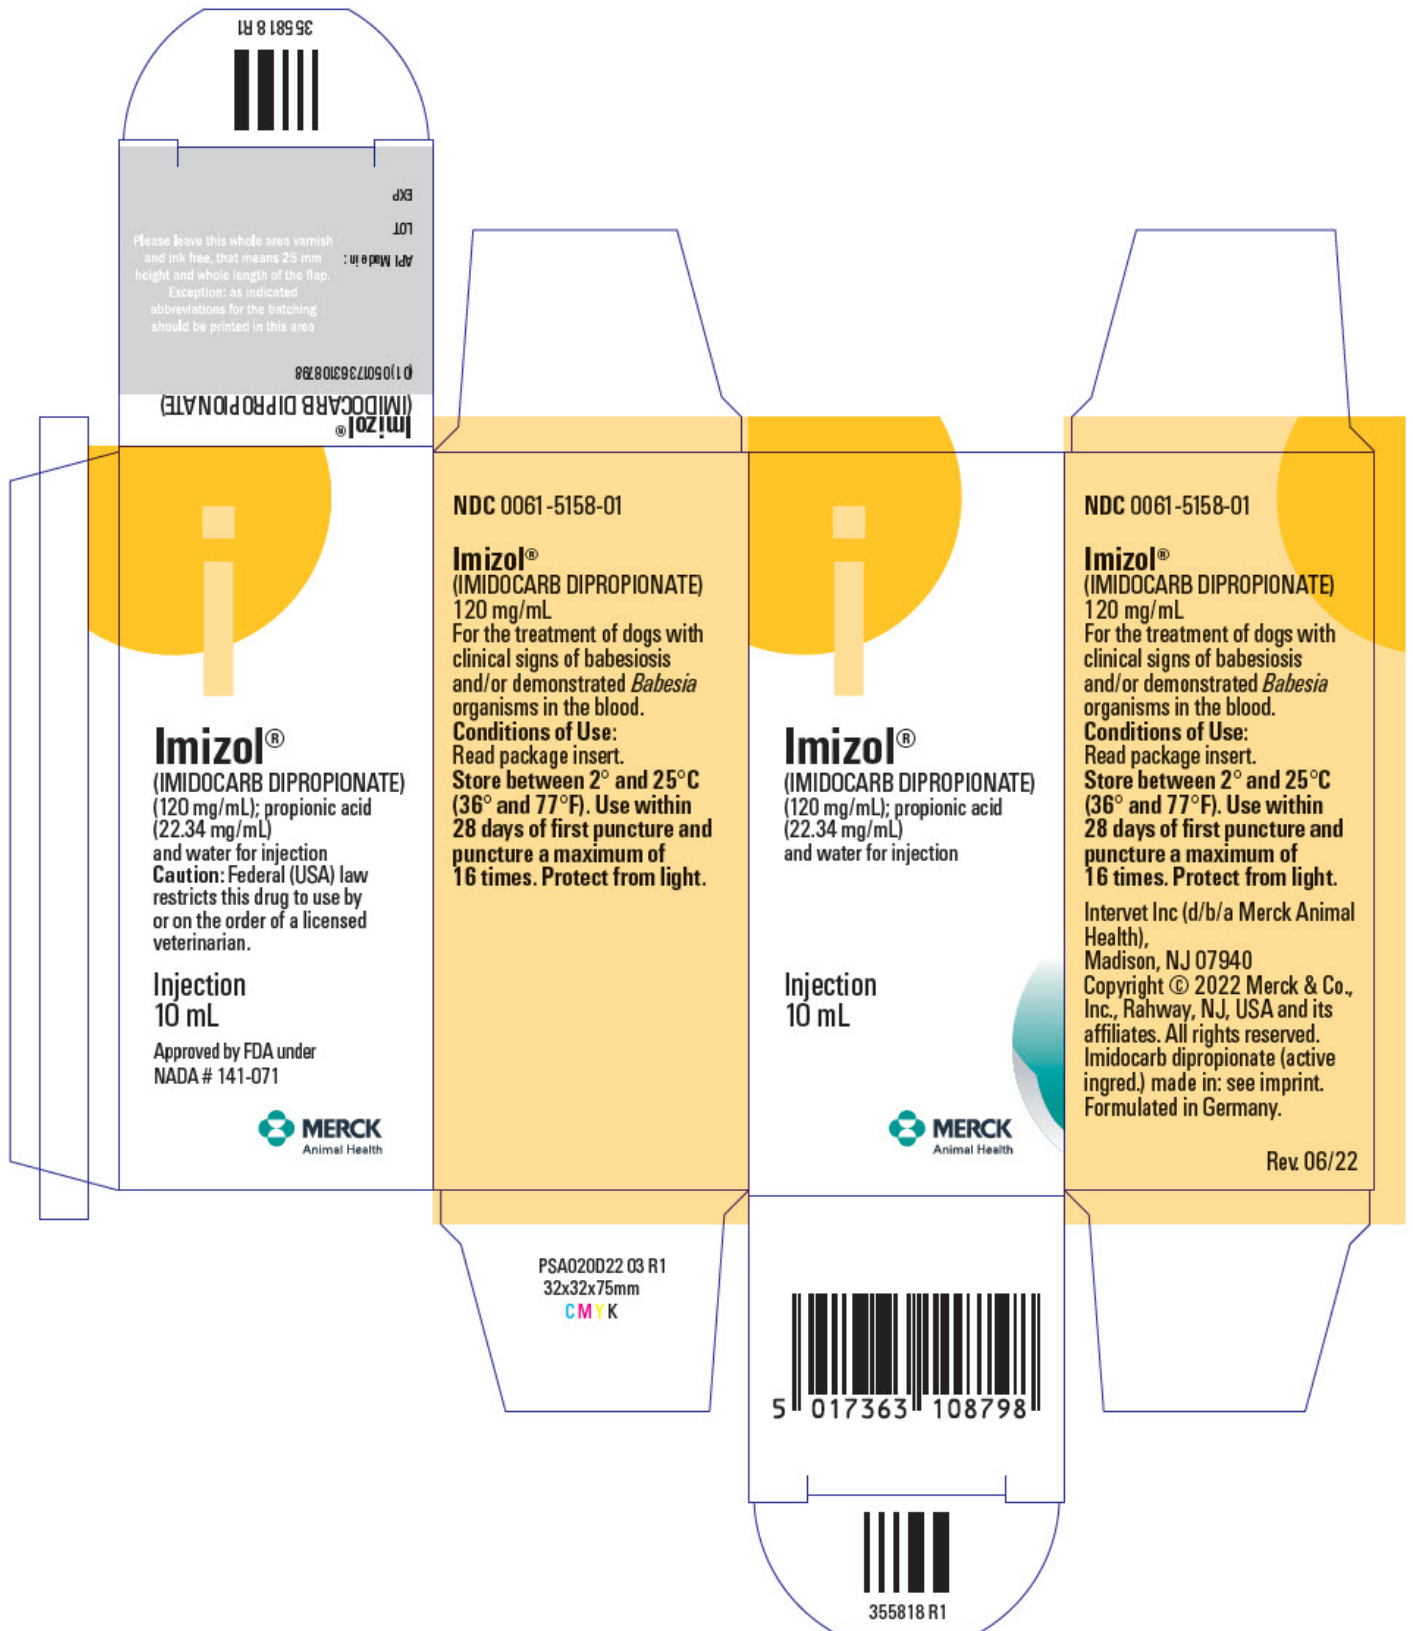 35 581 8 R1
EXP
LOT
API Made in :
Please leave this whole area varnish
and ink free, that means 25 mm
height and whole length of the flap.
Exception: as indicated
abbreviations for the batching
should be printed in this area
(01)05017363108798
Imizol®
(IMIDOCARB DIPROPIONATE)
i
Imizol®
(IMIDOCARB DIPROPIONATE)
(120 mg/mL); propionic acid
(22.34 mg/mL)
and water for injection
Caution: Federal (USA) law
restricts this drug to use by
or on the order of a licensed
veterinarian.
Injection
10 mL
Approved by FDA under
NADA # 141-071
MERCK
Animal Health
NDC 0061-5158-01
Imizol®
(IMIDOCARB DIPROPIONATE)
120 mg/mL
For the treatment of dogs with
clinical signs of babesiosis
and/or demonstrated Babesia
organisms in the blood.
Conditions of Use:
Read package insert.
Store between 2° and 25°C
(36° and 77°F). Use within
28 days of first puncture and
puncture a maximum of
16 times. Protect from light.
PSA020D22 03 R1
32x32x75mm
CMYK
i
Imizol®
(IMIDOCARB DIPROPIONATE)
(120 mg/mL); propionic acid
(22.34 mg/mL)
and water for injection
Injection
10 mL
MERCK
Animal Health
5 017363 108798
355818 R1
NDC 0061-5158-01
Imizol®
(IMIDOCARB DIPROPIONATE)
120 mg/mL
For the treatment of dogs with
clinical signs of babesiosis
and/or demonstrated Babesia
organisms in the blood.
Conditions of Use:
Read package insert.
Store between 2° and 25°C
(36° and 77°F). Use within
28 days of first puncture and
puncture a maximum of
16 times. Protect from light.
Intervet Inc (d/b/a Merck Animal
Health),
Madison, NJ 07940
Copyright © 2022 Merck & Co.,
Inc., Rahway, NJ, USA and its
affiliates. All rights reserved.
Imidocarb dipropionate (active
ingred.) made in: see imprint.
Formulated in Germany.
Rev. 06/22